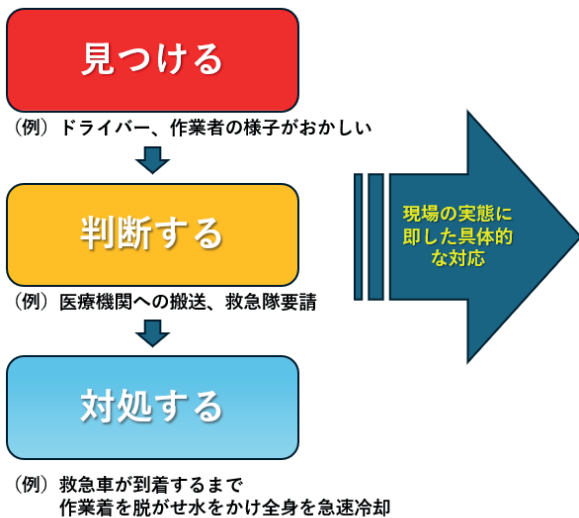 見つける
（例）ドライバー、作業者の様子がおかしい
判断する
（例）医療機関への搬送、救急隊要請
対処する
（例）救急車が到着するまで
作業着を脱がせ水をかけ全身を急速冷却
現場の実態に
即した具体的
な対応